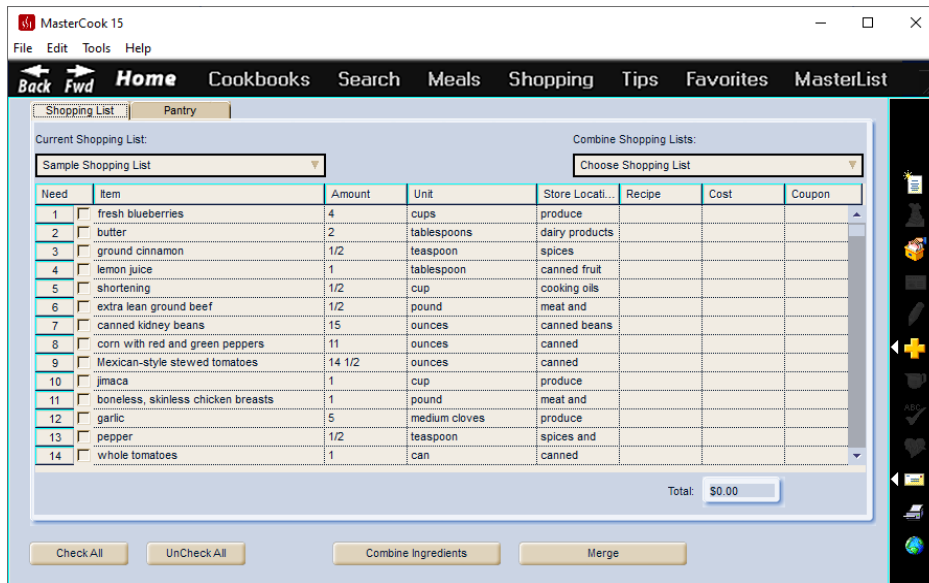 MasterCook 15
File Edit Tools Help
Back Fwd Home Cookbooks Search Meals Shopping Tips Favorites MasterList
Shopping List Pantry
Current Shopping List: Combine Shopping Lists:
Sample Shopping List Choose Shopping List
Need Item Amount Unit Store Locati... Recipe Cost Coupon
1 fresh blueberries 4 cups produce
2 butter 2 tablespoons dairy products
3 ground cinnamon 1/2 teaspoon spices
4 lemon juice 1 tablespoon canned fruit
5 shortening 1/2 cup cooking oils
6 extra lean ground beef 1/2 pound meat and
7 canned kidney beans 15 ounces canned beans
8 corn with red and green peppers 11 ounces canned
9 Mexican-style stewed tomatoes 14 1/2 ounces canned
10 jimaca 1 cup produce
11 boneless, skinless chicken breasts 1 pound meat and
12 garlic 5 medium cloves produce
13 pepper 1/2 teaspoon spices and
14 whole tomatoes 1 can canned
Total: $0.00
Check All UnCheck All Combine Ingredients Merge
ABC